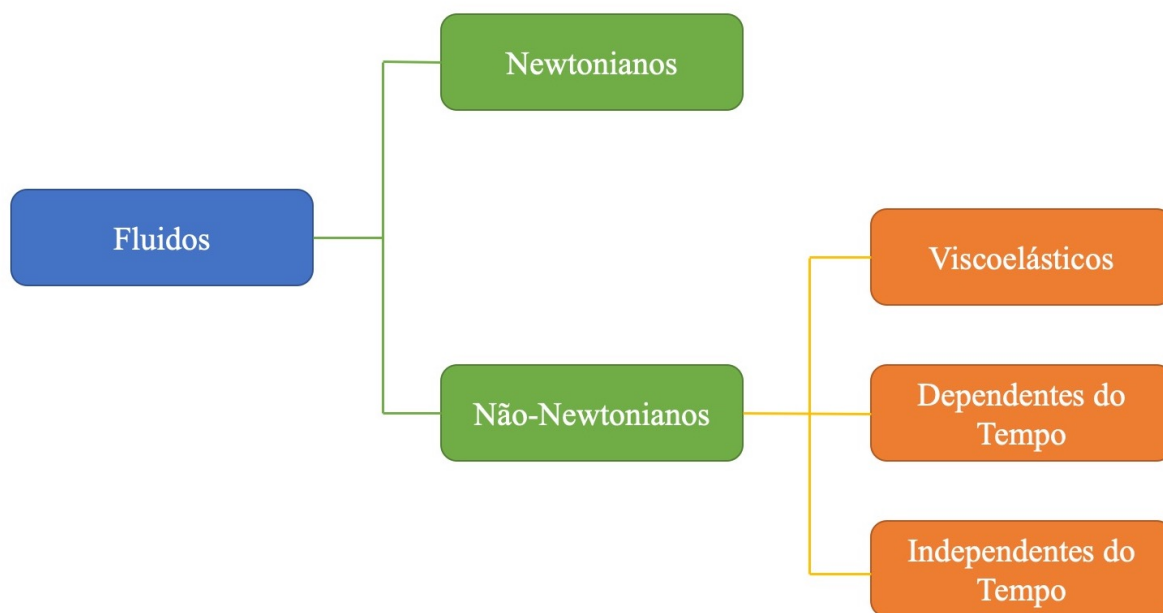 Newtonianos
Fluidos
Viscoelásticos
Não-Newtonianos
Dependentes do
Tempo
Independentes do
Tempo